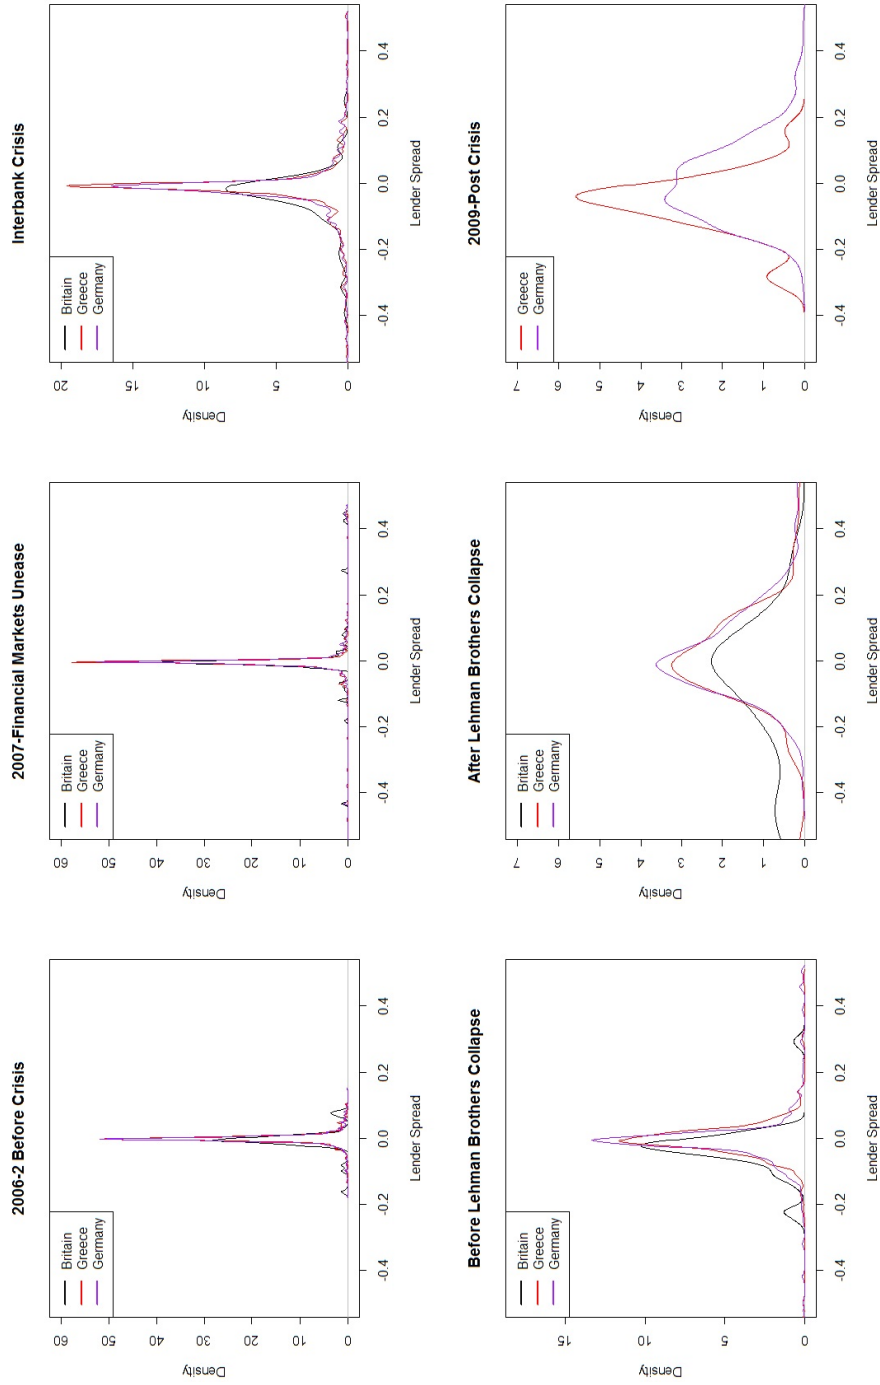 2006-2 Before Crisis
Britain
Greece
Germany
Density
60
50
40
30
20
10
0
-0.4 -0.2 0.0 0.2 0.4
Lender Spread
2007-Financial Markets Unease
Britain
Greece
Germany
Density
60
50
40
30
20
10
0
-0.4 -0.2 0.0 0.2 0.4
Lender Spread
Interbank Crisis
Britain
Greece
Germany
Density
20
15
10
5
0
-0.4 -0.2 0.0 0.2 0.4
Lender Spread
Before Lehman Brothers Collapse
Britain
Greece
Germany
Density
15
10
5
0
-0.4 -0.2 0.0 0.2 0.4
Lender Spread
After Lehman Brothers Collapse
Britain
Greece
Germany
Density
7
6
5
4
3
2
1
0
-0.4 -0.2 0.0 0.2 0.4
Lender Spread
2009-Post Crisis
Greece
Germany
Density
7
6
5
4
3
2
1
0
-0.4 -0.2 0.0 0.2 0.4
Lender Spread